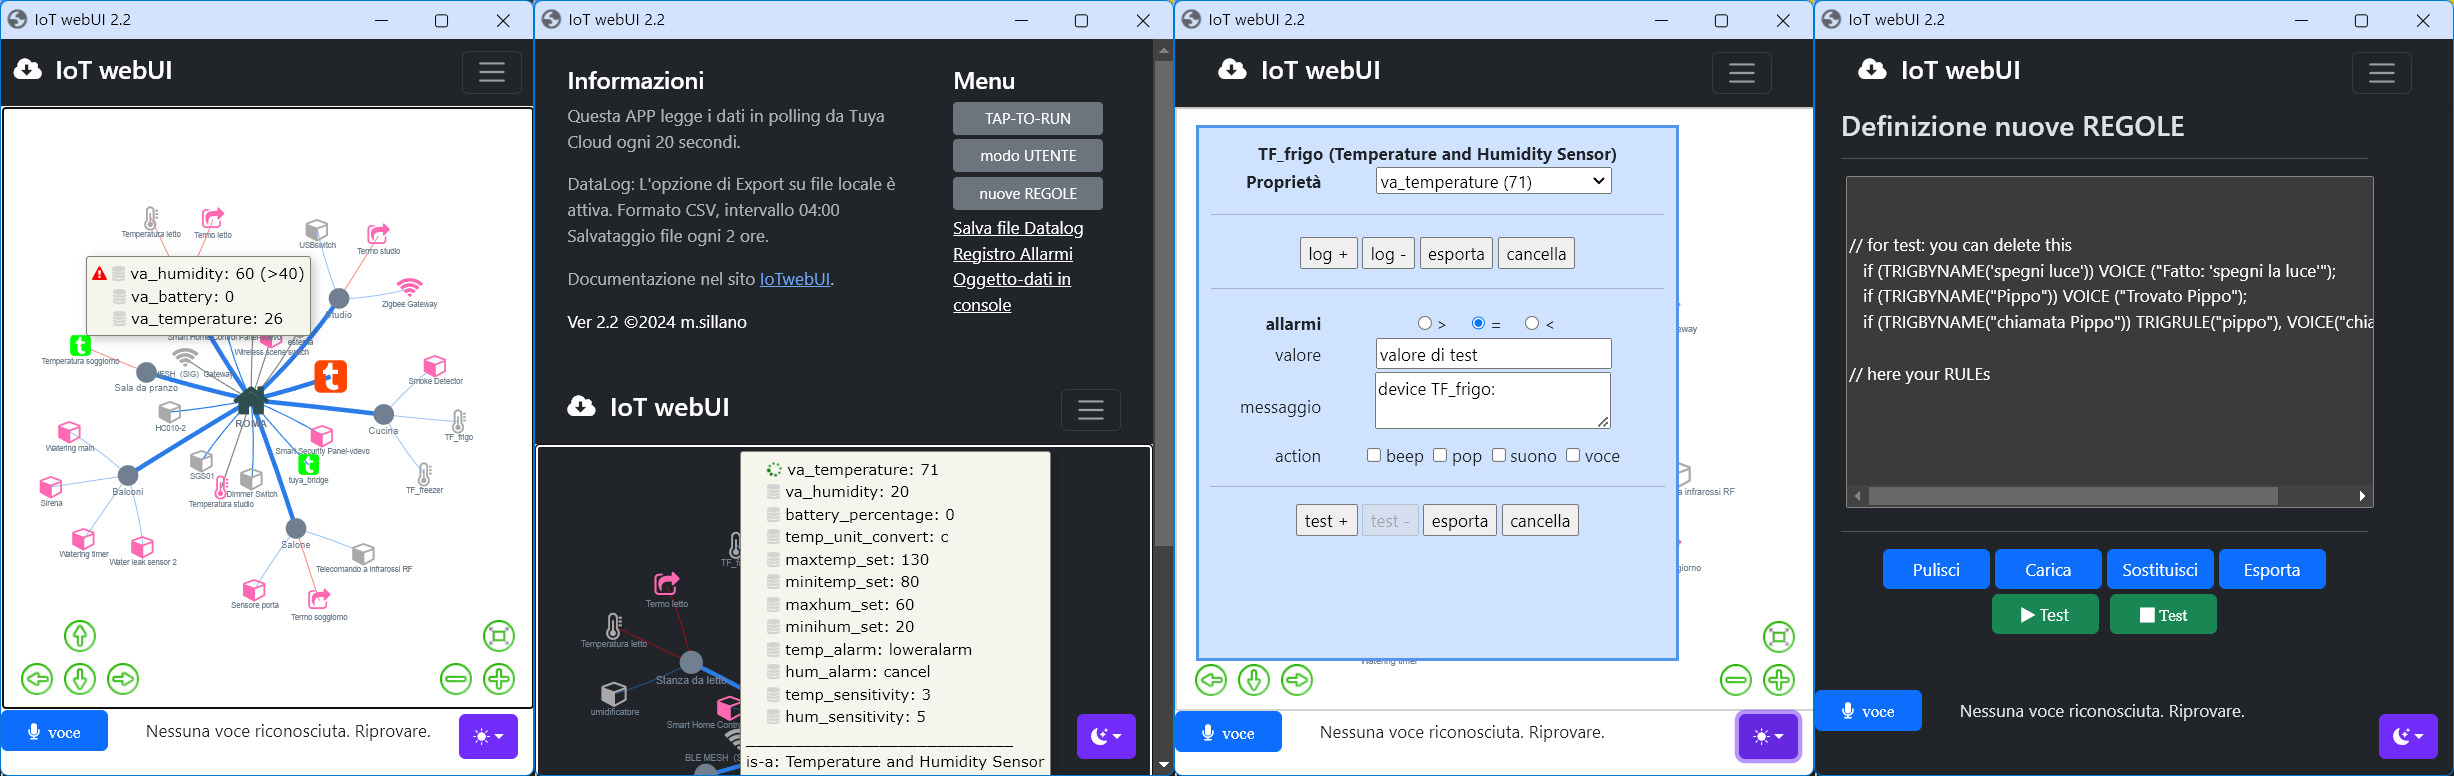 IoT webUI 2.2
IoT webUI
Temperatura letto
Termo letto
USBswitch
Termo studio
va_humidity: 60 (>40)
va_battery: 0
va_temperature: 26
Zigbee Gateway
Studio
Smart Home Control Panel-vdevo
esterna
Wireless scene switch
Temperatura soggiorno
MESH (SIG) Gateway
Sala da pranzo
Smoke Detector
ROMA
HC010-2
Cucina
TF_frigo
Watering main
Smart Security Panel-vdevo
SGS01
tuya_bridge
TF_freezer
Balconi
Dimmer Switch
Sirena
Temperatura studio
Salone
Watering timer
Water leak sensor 2
Telecomando a infrarossi RF
Sensore porta
Termo soggiorno
voce
Nessuna voce riconosciuta. Riprovare.
IoT webUI 2.2
Informazioni
Questa APP legge i dati in polling da Tuya
Cloud ogni 20 secondi.
DataLog: L'opzione di Export su file locale è
attiva. Formato CSV, intervallo 04:00
Salvataggio file ogni 2 ore.
Documentazione nel sito IoTwebUI.
Ver 2.2 ©2024 m.sillano
Menu
TAP-TO-RUN
modo UTENTE
nuove REGOLE
Salva file Datalog
Registro Allarmi
Oggetto-dati in
console
IoT webUI
va_temperature: 71
va_humidity: 20
battery_percentage: 0
temp_unit_convert: c
maxtemp_set: 130
minitemp_set: 80
maxhum_set: 60
minihum_set: 20
temp_alarm: loweralarm
hum_alarm: cancel
temp_sensitivity: 3
hum_sensitivity: 5
is-a: Temperature and Humidity Sensor
Termo letto
Temperatura letto
Stanza da letto
umidificatore
Smart Home Contro
BLE MESH (S
IoT webUI 2.2
IoT webUI
TF_frigo (Temperature and Humidity Sensor)
Proprietà va_temperature (71)
log + log - esporta cancella
allarmi > = <
valore valore di test
messaggio device TF_frigo:
action beep pop suono voce
test + test - esporta cancella
eway
a infrarossi RF
giorno
Watering timer
voce
Nessuna voce riconosciuta. Riprovare.
IoT webUI 2.2
IoT webUI
Definizione nuove REGOLE
// for test: you can delete this
if (TRIGBYNAME('spegni luce')) VOICE ("Fatto: 'spegni la luce'");
if (TRIGBYNAME("Pippo")) VOICE ("Trovato Pippo");
if (TRIGBYNAME("chiamata Pippo")) TRIGRULE("pippo"), VOICE("chia
// here your RULEs
Pulisci Carica Sostituisci Esporta
Test Test
voce
Nessuna voce riconosciuta. Riprovare.